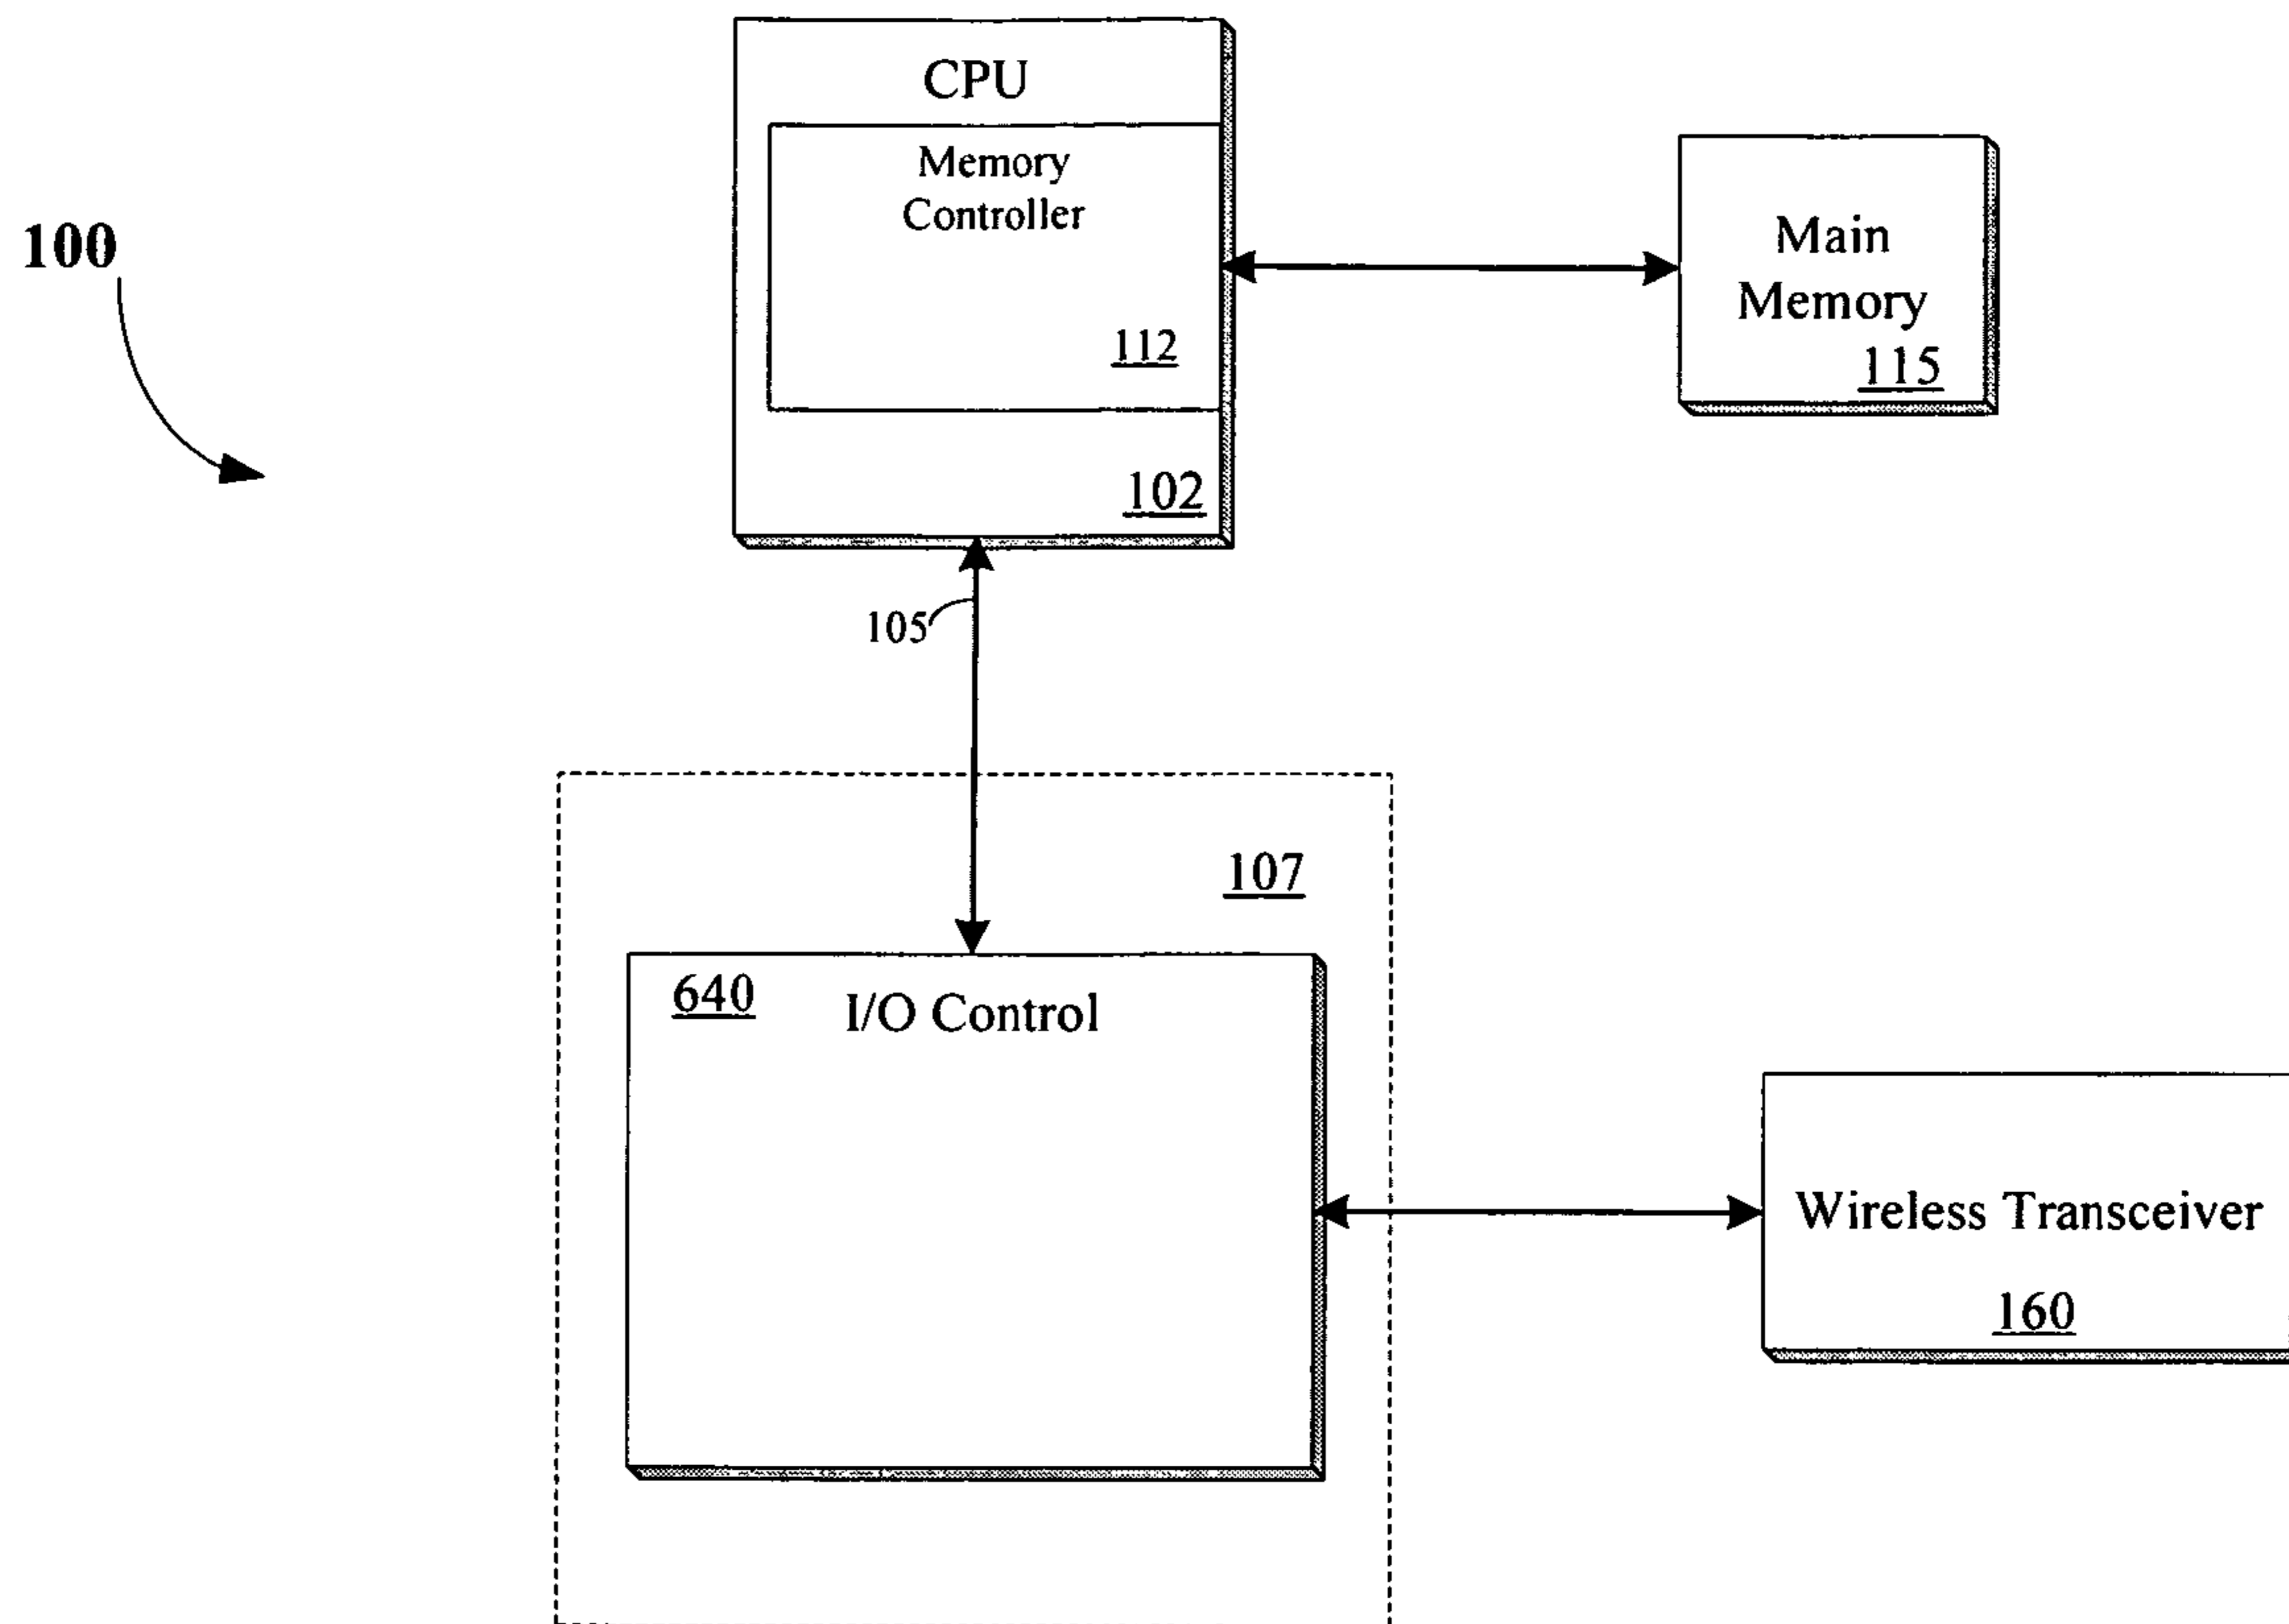 CPU
Memory
Controller
112
102
100
Main
Memory
115
105
107
640
I/O Control
Wireless Transceiver
160